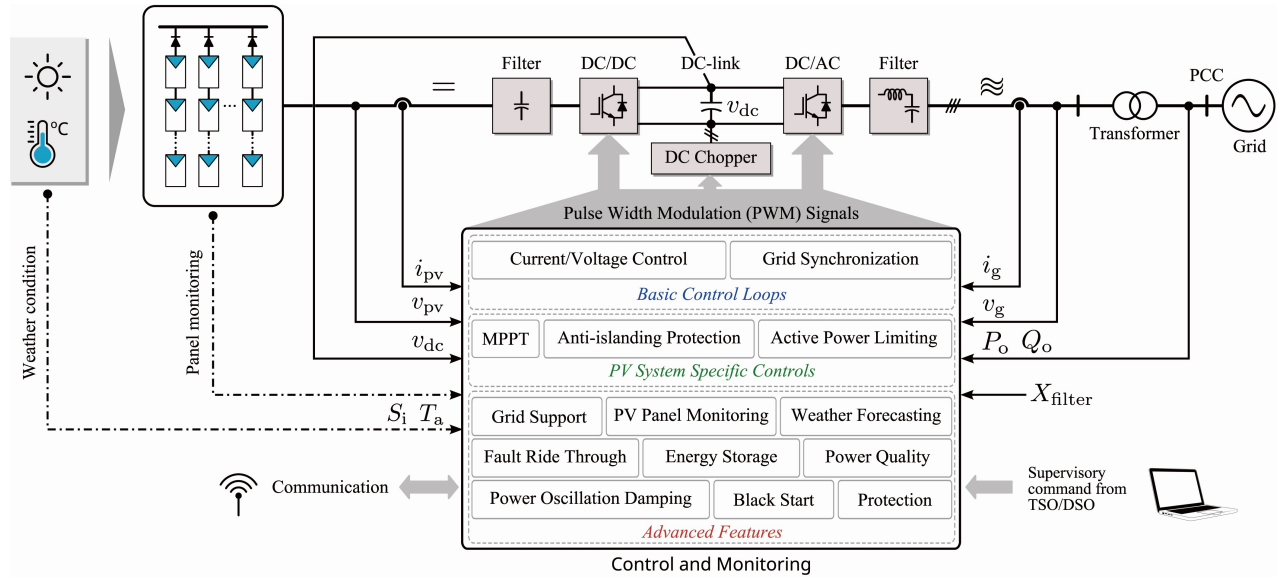 Filter
DC/DC
DC-link
DC/AC
Filter
PCC
°C
=
...
v_dc
≋
Transformer
Grid
DC Chopper
Pulse Width Modulation (PWM) Signals
Weather condition
Panel monitoring
i_pv
v_pv
v_dc
S_i T_a
Current/Voltage Control
Grid Synchronization
Basic Control Loops
MPPT
Anti-islanding Protection
Active Power Limiting
PV System Specific Controls
Grid Support
PV Panel Monitoring
Weather Forecasting
Fault Ride Through
Energy Storage
Power Quality
Power Oscillation Damping
Black Start
Protection
Advanced Features
Control and Monitoring
i_g
v_g
P_o Q_o
X_filter
Communication
Supervisory
command from
TSO/DSO